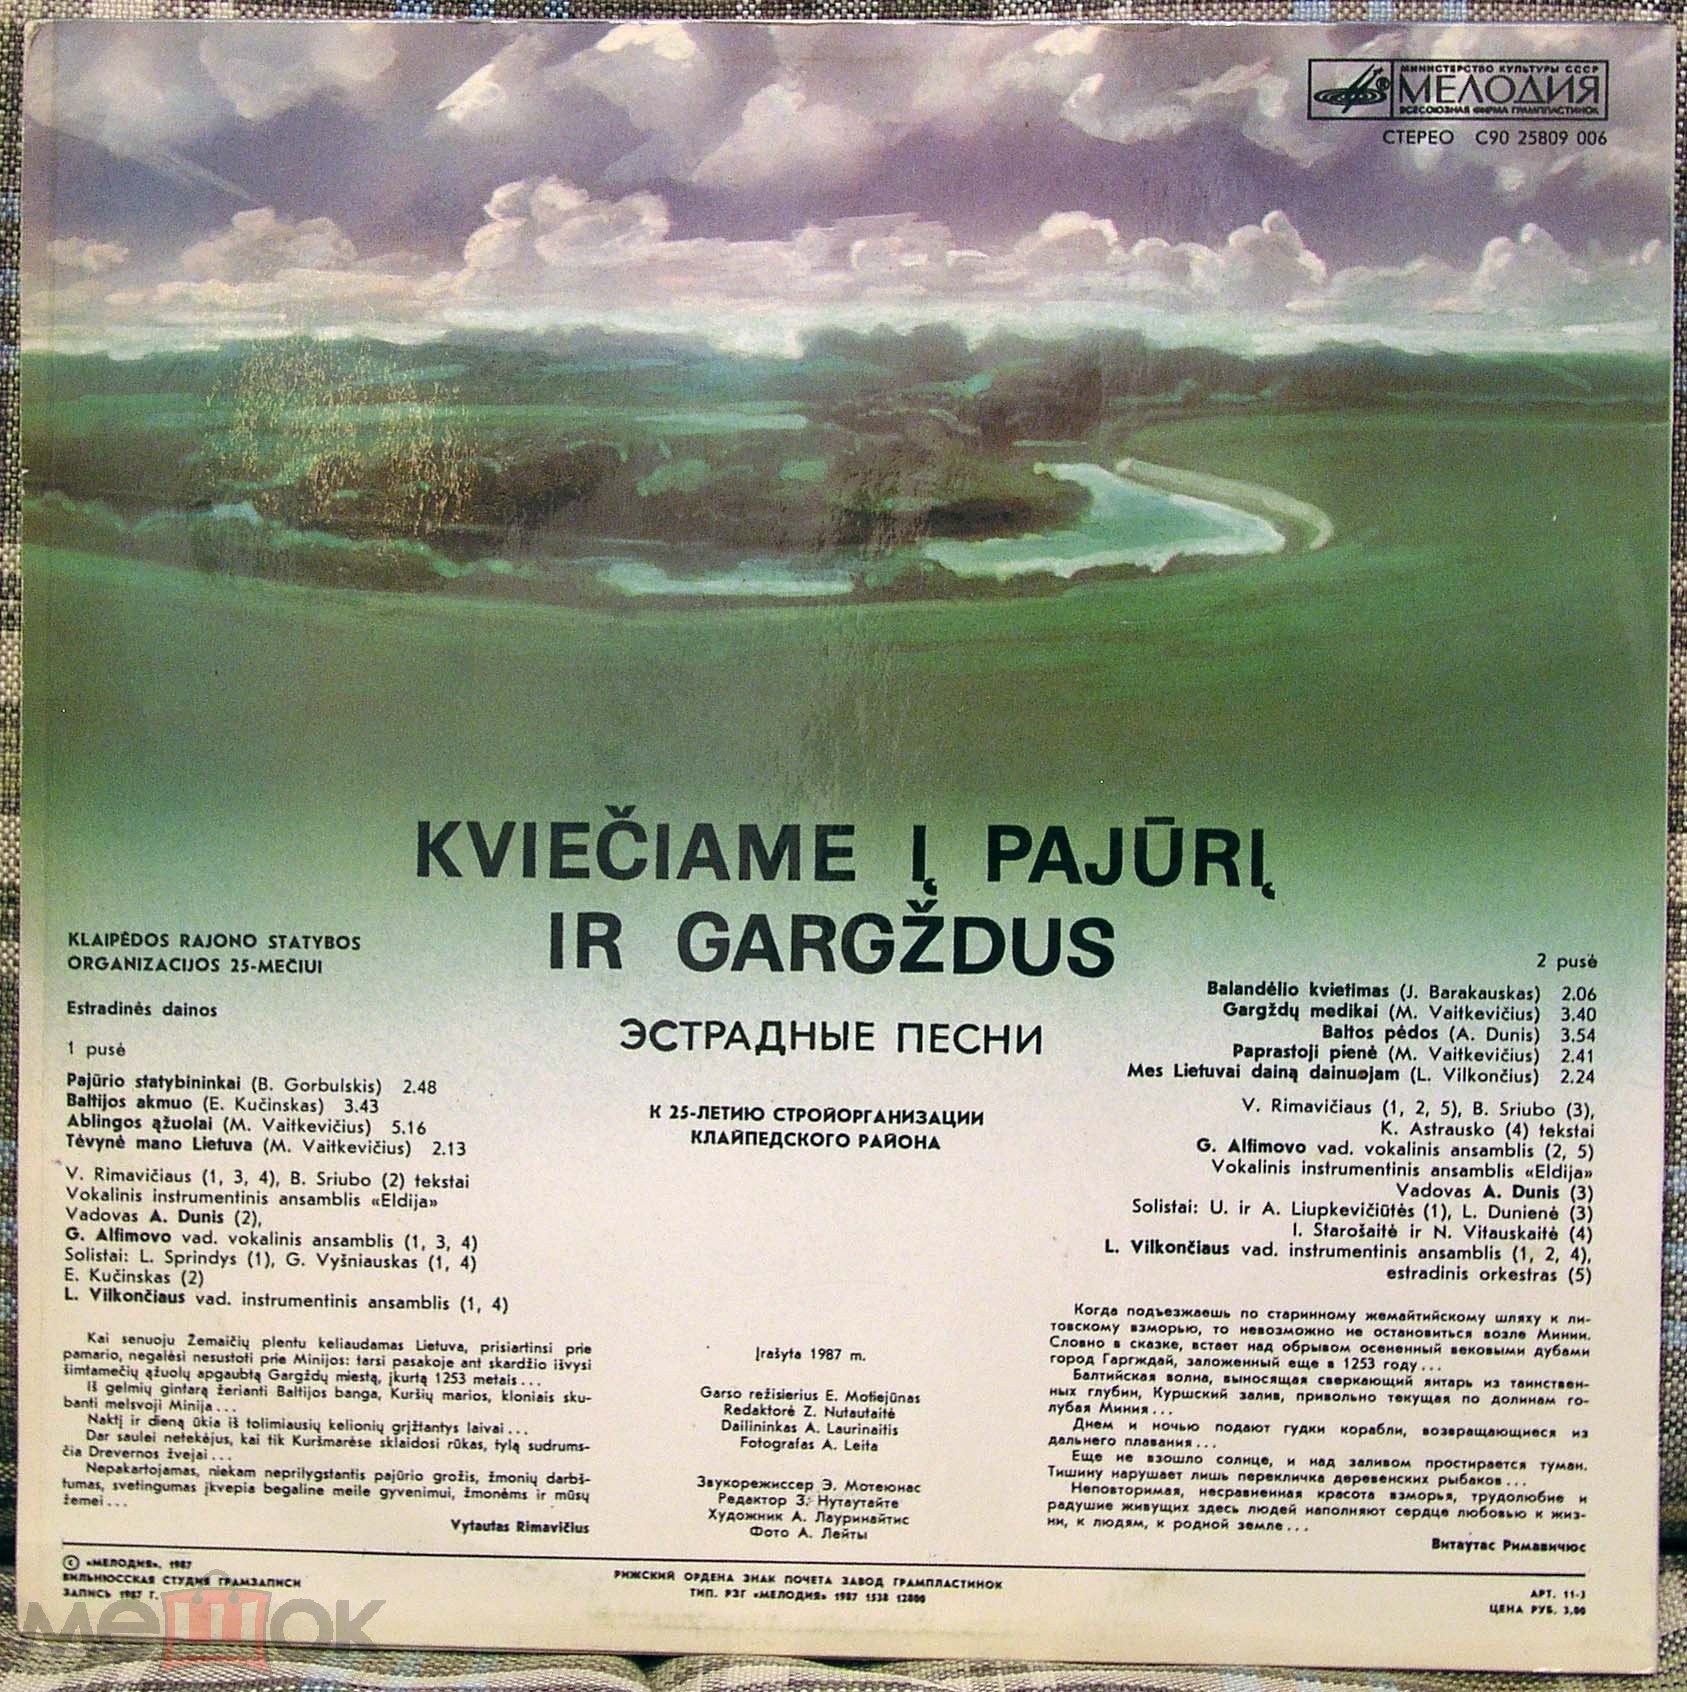 МИНИСТЕРСТВО КУЛЬТУРЫ СССР
МЕЛОДИЯ
ВСЕСОЮЗНАЯ ФИРМА ГРАМПЛАСТИНОК
СТЕРЕО С90 25809 006
KVIEČIAME Į PAJŪRĮ
IR GARGŽDUS
ЭСТРАДНЫЕ ПЕСНИ
К 25-ЛЕТИЮ СТРОЙОРГАНИЗАЦИИ
КЛАЙПЕДСКОГО РАЙОНА
KLAIPĖDOS RAJONO STATYBOS
ORGANIZACIJOS 25-MEČIUI
Estradinės dainos
1 pusė
Pajūrio statybininkai (B. Gorbulskis) 2.48
Baltijos akmuo (E. Kučinskas) 3.43
Ablingos ąžuolai (M. Vaitkevičius) 5.16
Tėvynė mano Lietuva (M. Vaitkevičius) 2.13
V. Rimavičiaus (1, 3, 4), B. Sriubo (2) tekstai
Vokalinis instrumentinis ansamblis «Eldija»
Vadovas A. Dunis (2),
G. Alfimovo vad. vokalinis ansamblis (1, 3, 4)
Solistai: L. Sprindys (1), G. Vyšniauskas (1, 4)
E. Kučinskas (2)
L. Vilkončiaus vad. instrumentinis ansamblis (1, 4)
Kai senuoju Žemaičių plentu keliaudamas Lietuva, prisiartinsi prie
pamario, negalėsi nesustoti prie Minijos: tarsi pasakoje ant skardžio išvysi
šimtamečių ąžuolų apgaubtą Gargždų miestą, įkurtą 1253 metais...
Iš gelmių gintarą žerianti Baltijos banga, Kuršių marios, kloniais sku-
banti melsvoji Minija...
Naktį ir dieną ūkia iš tolimiausių kelionių grįžtantys laivai...
Dar saulei netekėjus, kai tik Kuršmarėse sklaidosi rūkas, tylą sudrums-
čia Drevernos žvejai...
Nepakartojamas, niekam neprilygstantis pajūrio grožis, žmonių darbš-
tumas, svetingumas įkvepia begaline meile gyvenimui, žmonėms ir mūsų
žemei...
Vytautas Rimavičius
Įrašyta 1987 m.
Garso režisierius E. Motiejūnas
Redaktorė Z. Nutautaitė
Dailininkas A. Laurinaitis
Fotografas A. Leita
Звукорежиссер Э. Мотеюнас
Редактор З. Нутаутайте
Художник А. Лауринайтис
Фото А. Лейты
2 pusė
Balandėlio kvietimas (J. Barakauskas) 2.06
Gargždų medikai (M. Vaitkevičius) 3.40
Baltos pėdos (A. Dunis) 3.54
Paprastoji pienė (M. Vaitkevičius) 2.41
Mes Lietuvai dainą dainuojam (L. Vilkončius) 2.24
V. Rimavičiaus (1, 2, 5), B. Sriubo (3),
K. Astrausko (4) tekstai
G. Alfimovo vad. vokalinis ansamblis (2, 5)
Vokalinis instrumentinis ansamblis «Eldija»
Vadovas A. Dunis (3)
Solistai: U. ir A. Liupkevičiūtės (1), L. Dunienė (3)
I. Starošaitė ir N. Vitauskaitė (4)
L. Vilkončiaus vad. instrumentinis ansamblis (1, 2, 4),
estradinis orkestras (5)
Когда подъезжаешь по старинному жемайтийскому шляху к ли-
товскому взморью, то невозможно не остановиться возле Минии.
Словно в сказке, встает над обрывом осененный вековыми дубами
город Гаргждай, заложенный еще в 1253 году...
Балтийская волна, выносящая сверкающий янтарь из таинствен-
ных глубин, Куршский залив, привольно текущая по долинам го-
лубая Миния...
Днем и ночью подают гудки корабли, возвращающиеся из
дальнего плавания...
Еще не взошло солнце, и над заливом простирается туман.
Тишину нарушает лишь перекличка деревенских рыбаков...
Неповторимая, несравненная красота взморья, трудолюбие и
радушие живущих здесь людей наполняют сердце любовью к жиз-
ни, к людям, к родной земле...
Витаутас Римавичюс
© «МЕЛОДИЯ», 1987
ВИЛЬНЮССКАЯ СТУДИЯ ГРАМЗАПИСИ
ЗАПИСЬ 1987 Г.
РИЖСКИЙ ОРДЕНА ЗНАК ПОЧЕТА ЗАВОД ГРАМПЛАСТИНОК
ТИП. РЗГ «МЕЛОДИЯ» 1987 1538 12800
АРТ. 11-3
ЦЕНА РУБ. 3,00
мешок